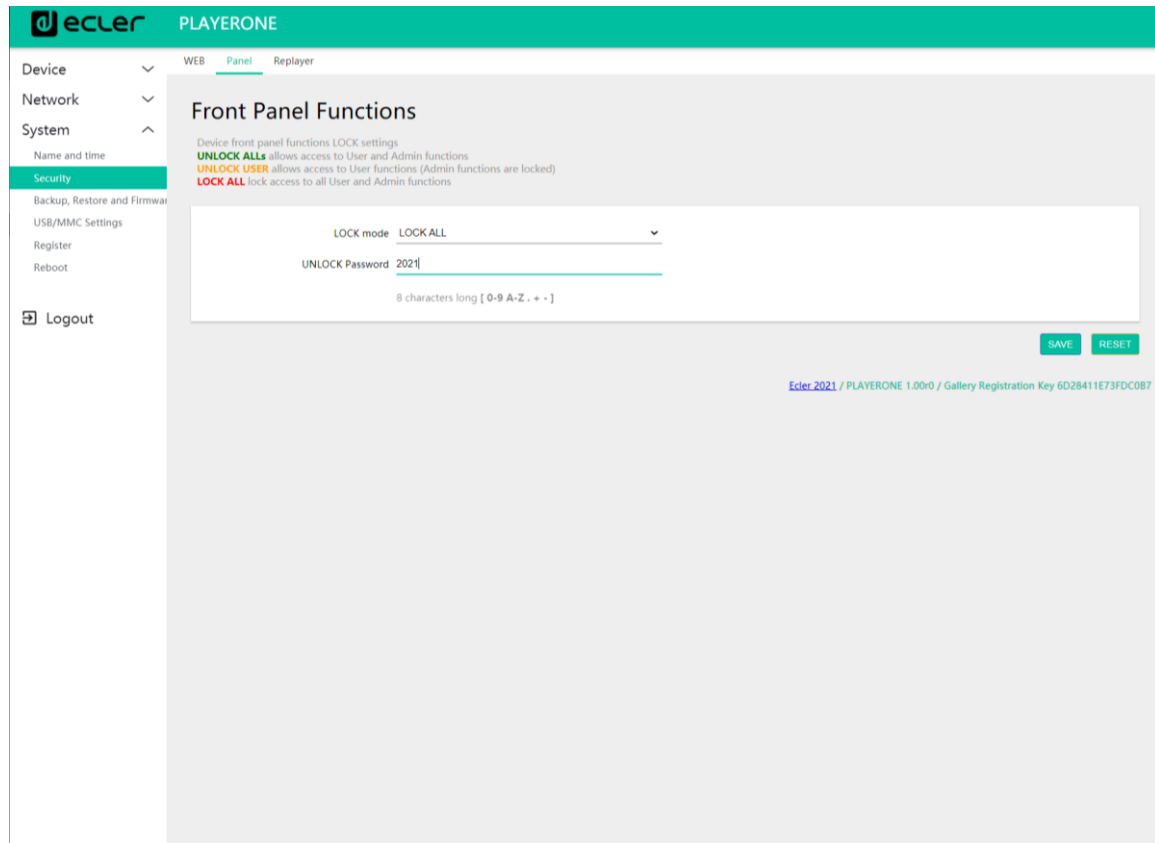 ecler PLAYERONE
WEB Panel Replayer
Device
Network
System
Name and time
Security
Backup, Restore and Firmwar
USB/MMC Settings
Register
Reboot
Logout
Front Panel Functions
Device front panel functions LOCK settings
UNLOCK ALLs allows access to User and Admin functions
UNLOCK USER allows access to User functions (Admin functions are locked)
LOCK ALL lock access to all User and Admin functions
LOCK mode LOCK ALL
UNLOCK Password 2021
8 characters long [ 0-9 A-Z . + - ]
SAVE RESET
Ecler 2021 / PLAYERONE 1.00r0 / Gallery Registration Key 6D28411E73FDC0B7